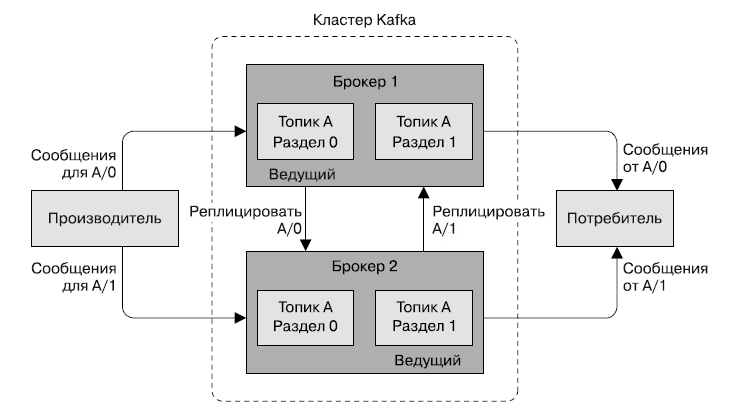 Кластер Kafka
Брокер 1
Топик А
Раздел 0
Топик А
Раздел 1
Ведущий
Сообщения
для А/0
Производитель
Сообщения
для А/1
Реплицировать
А/0
Реплицировать
А/1
Сообщения
от А/0
Потребитель
Сообщения
от А/1
Брокер 2
Топик А
Раздел 0
Топик А
Раздел 1
Ведущий